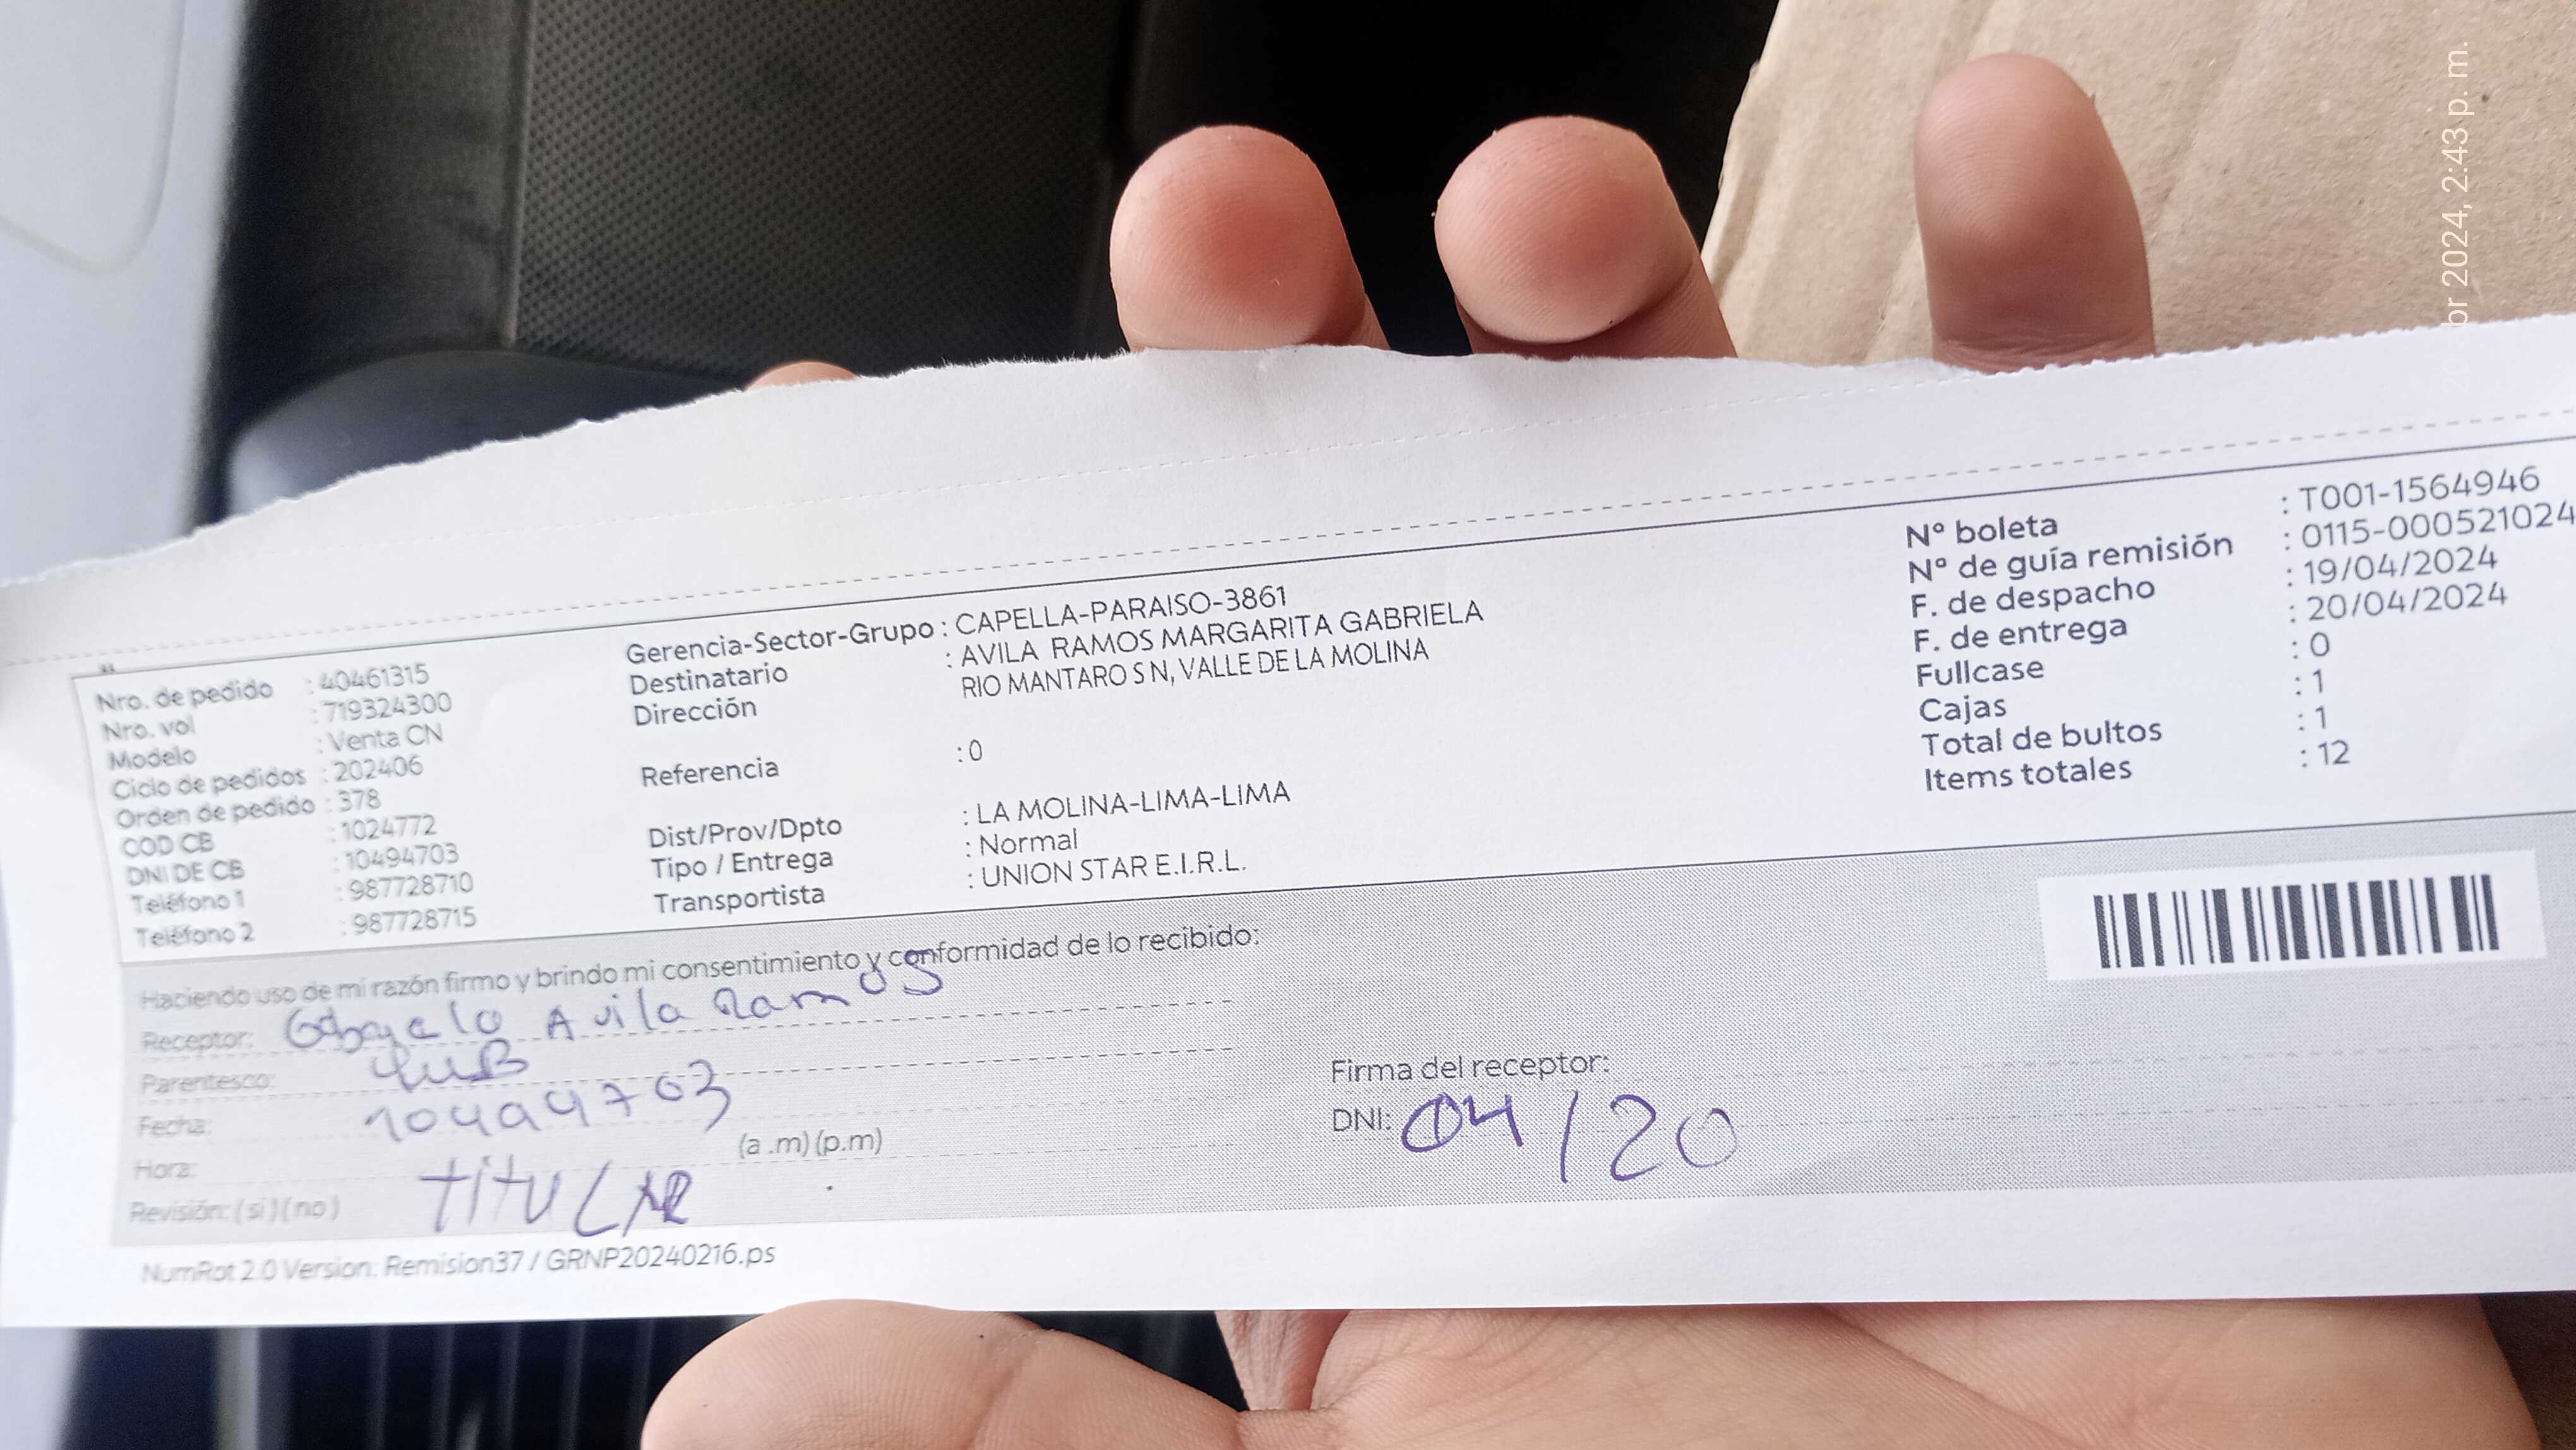 Nro. de pedido : 40461315
Nro. vol : 719324300
Modelo : Venta CN
Ciclo de pedidos : 202406
Orden de pedido : 378
COD CB : 1024772
DNI DE CB : 10494703
Teléfono 1 : 987728710
Teléfono 2 : 987728715
Gerencia-Sector-Grupo : CAPELLA-PARAISO-3861
Destinatario : AVILA RAMOS MARGARITA GABRIELA
Dirección RIO MANTARO S N, VALLE DE LA MOLINA
Referencia : 0
Dist/Prov/Dpto : LA MOLINA-LIMA-LIMA
Tipo / Entrega : Normal
Transportista : UNION STAR E.I.R.L.
N° boleta : T001-1564946
N° de guía remisión : 0115-000521024
F. de despacho : 19/04/2024
F. de entrega : 20/04/2024
Fullcase : 0
Cajas : 1
Total de bultos : 1
Items totales : 12
Haciendo uso de mi razón firmo y brindo mi consentimiento y conformidad de lo recibido:
Receptor: Avila Ramos
Parentesco:
Fecha: 10494703
Hora: (a .m) (p.m)
Revisión: ( si ) ( no ) TITULAR
Firma del receptor:
DNI: 04/20
NumRot 2.0 Version: Remision37 / GRNP20240216.ps
br 2024, 2:43 p. m.